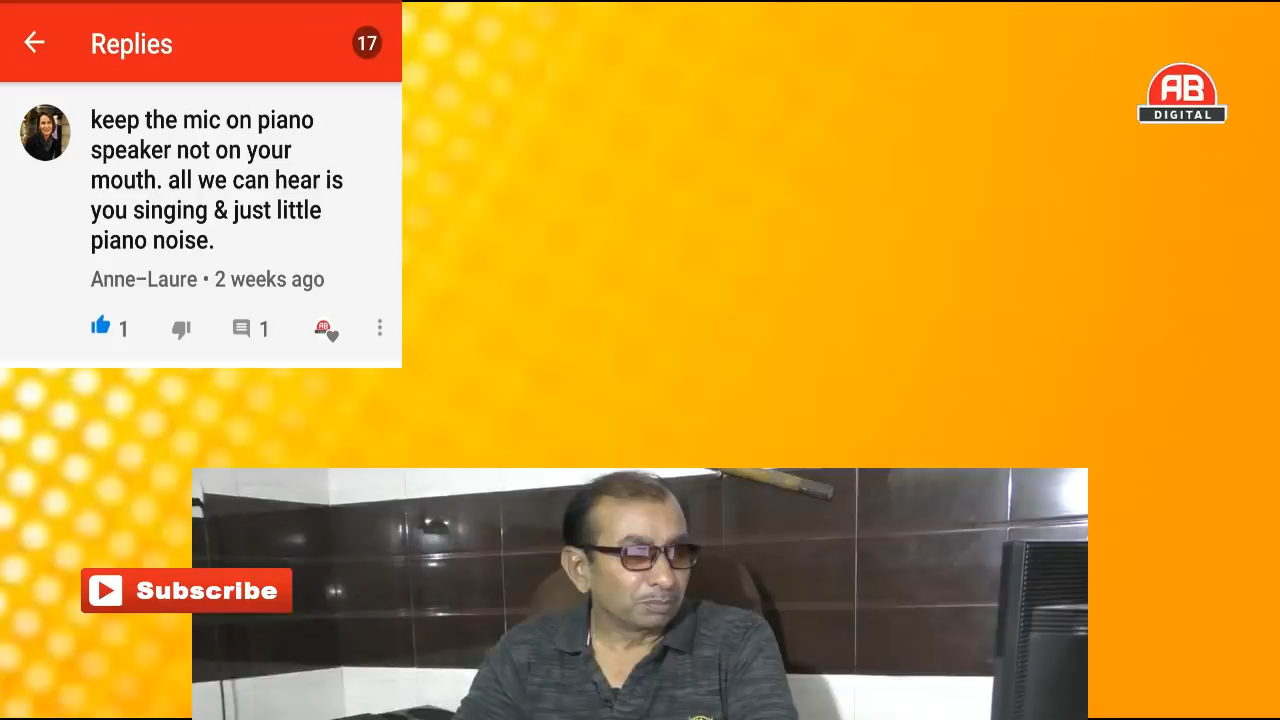 Replies
17
keep the mic on piano
speaker not on your
mouth. all we can hear is
you singing & just little
piano noise.
Anne-Laure • 2 weeks ago
1
1
AB
AB
DIGITAL
Subscribe